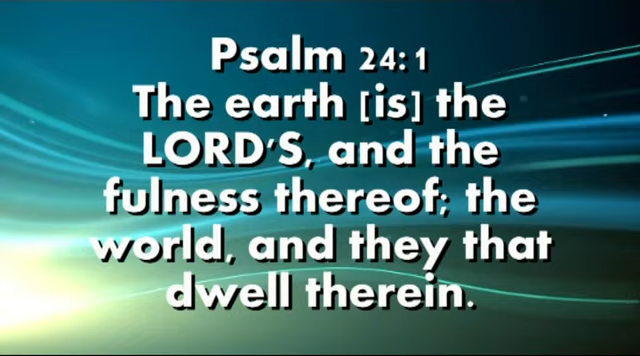 Psalm 24:1
The earth [is] the
LORD'S, and the
fulness thereof; the
world, and they that
dwell therein.